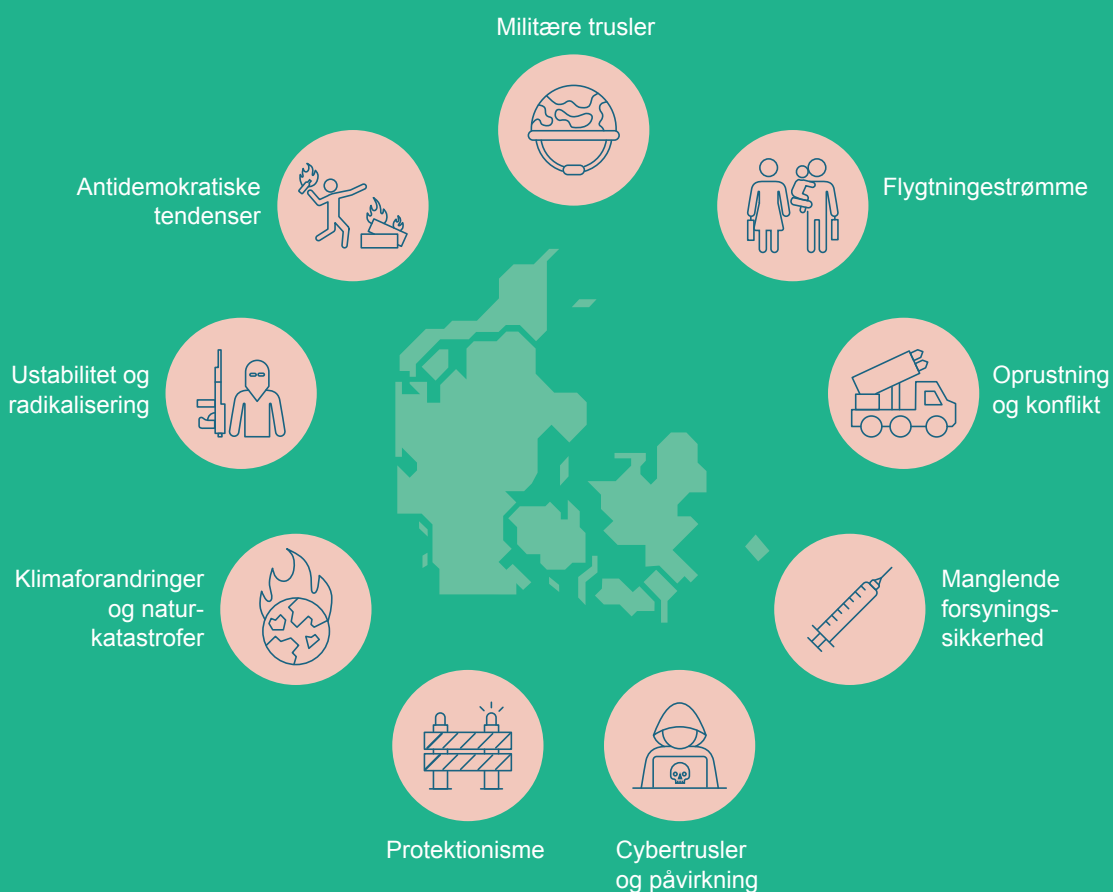 Militære trusler
Antidemokratiske
tendenser
Flygtningestrømme
Ustabilitet og
radikalisering
Oprustning
og konflikt
Klimaforandringer
og natur-
katastrofer
Manglende
forsynings-
sikkerhed
Protektionisme
Cybertrusler
og påvirkning